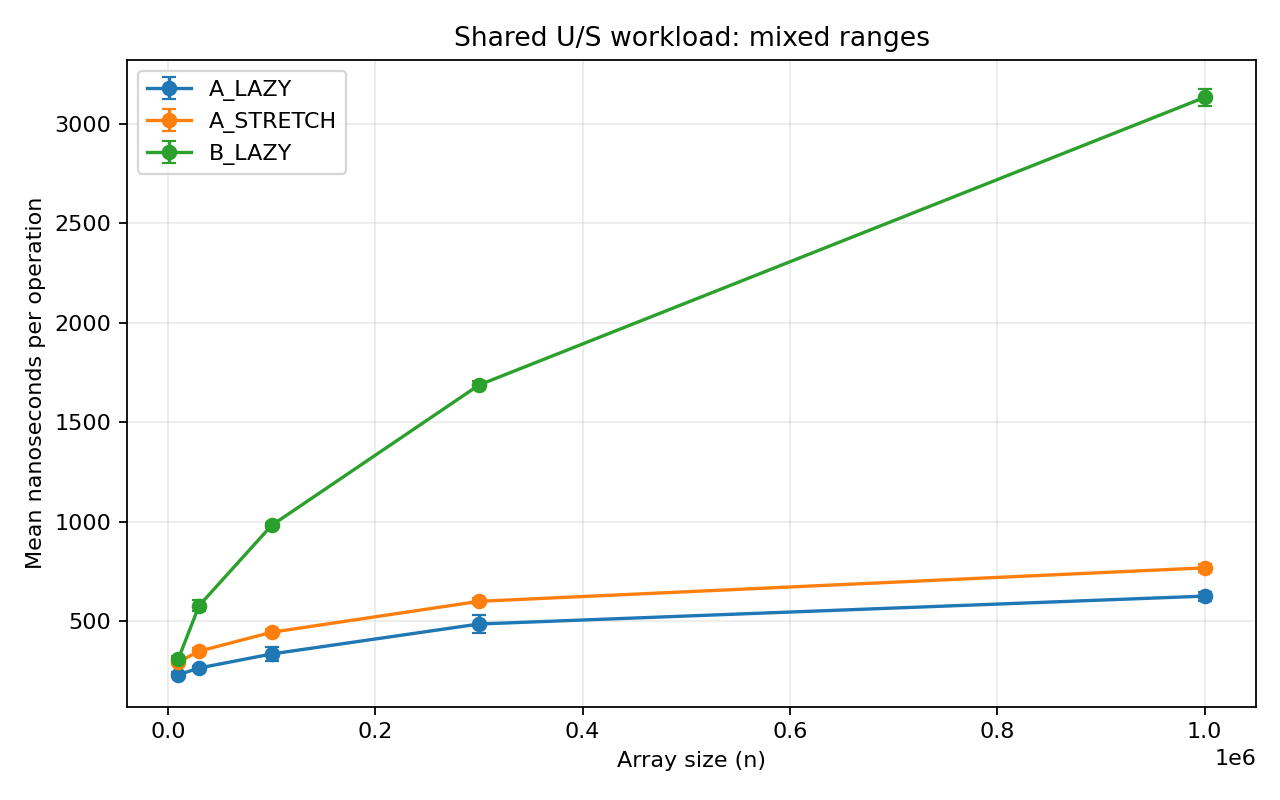 Shared U/S workload: mixed ranges
A_LAZY
A_STRETCH
B_LAZY
Mean nanoseconds per operation
3000
2500
2000
1500
1000
500
0.0 0.2 0.4 0.6 0.8 1.0
Array size (n)
1e6